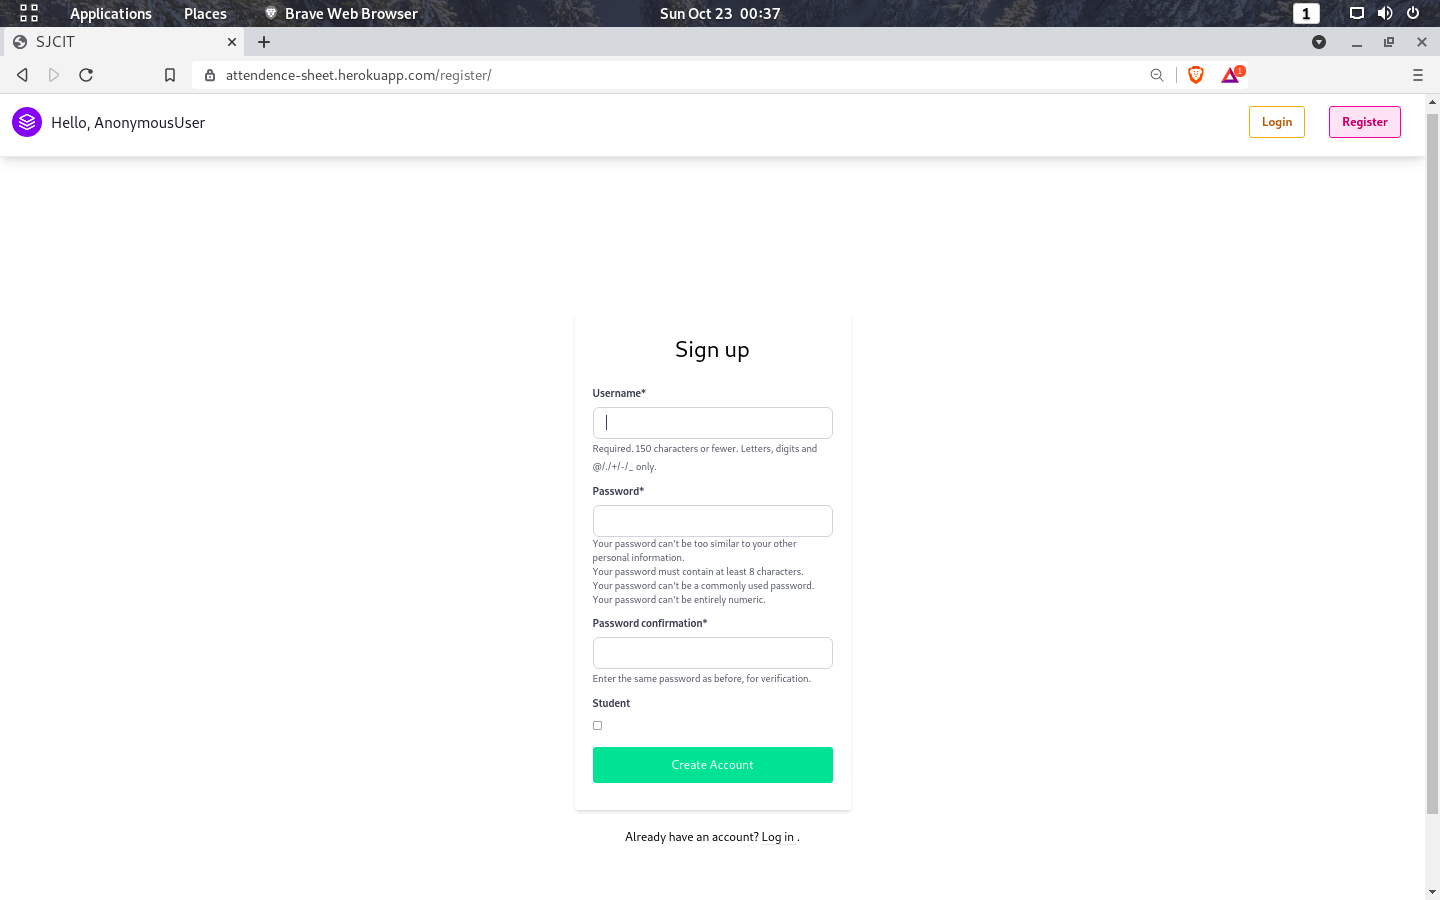 Applications Places Brave Web Browser Sun Oct 23 00:37 1
SJCIT
attendence-sheet.herokuapp.com/register/ 1
Hello, AnonymousUser Login Register
Sign up
Username*
Required. 150 characters or fewer. Letters, digits and
@/./+/-/_ only.
Password*
Your password can't be too similar to your other
personal information.
Your password must contain at least 8 characters.
Your password can't be a commonly used password.
Your password can't be entirely numeric.
Password confirmation*
Enter the same password as before, for verification.
Student
Create Account
Already have an account? Log in .